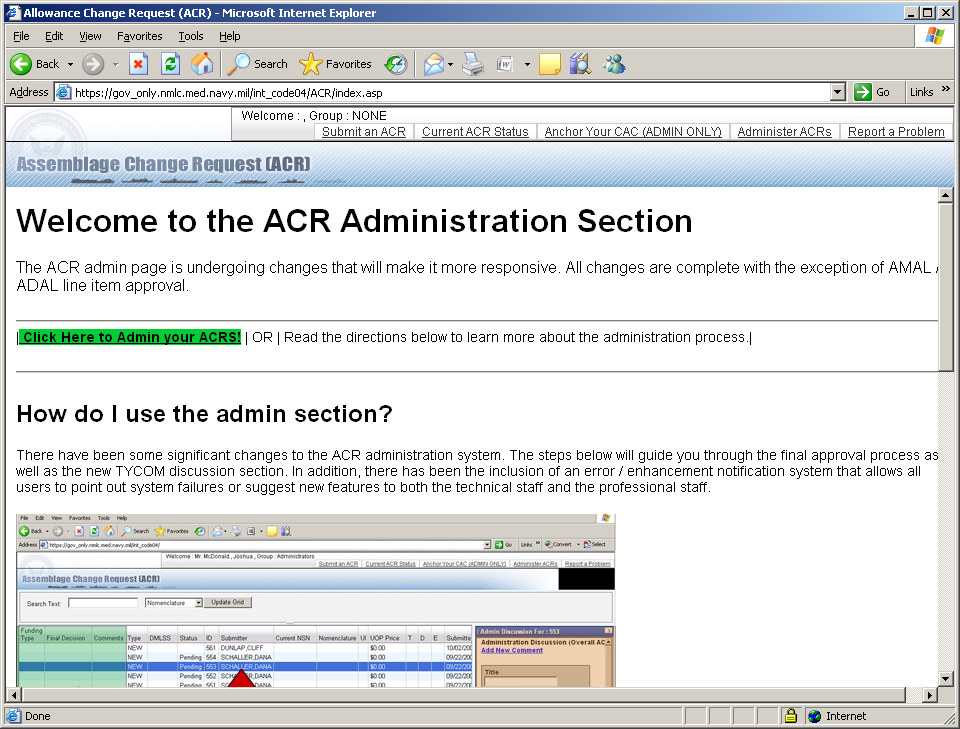 Allowance Change Request (ACR) - Microsoft Internet Explorer
File Edit View Favorites Tools Help
Back Search Favorites
Address https://gov_only.nmlc.med.navy.mil/int_code04/ACR/index.asp Go Links »
Welcome : , Group : NONE
Submit an ACR Current ACR Status Anchor Your CAC (ADMIN ONLY) Administer ACRs Report a Problem
Assemblage Change Request (ACR)
Welcome to the ACR Administration Section
The ACR admin page is undergoing changes that will make it more responsive. All changes are complete with the exception of AMAL /
ADAL line item approval.
| Click Here to Admin your ACRS! | OR | Read the directions below to learn more about the administration process.|
How do I use the admin section?
There have been some significant changes to the ACR administration system. The steps below will guide you through the final approval process as
well as the new TYCOM discussion section. In addition, there has been the inclusion of an error / enhancement notification system that allows all
users to point out system failures or suggest new features to both the technical staff and the professional staff.
File Edit View Favorites Tools Help
Back Search Favorites
Address https://gov_only.nmlc.med.navy.mil/int_code04/ Go Links » Convert Select
Welcome : Mr. McDonald , Joshua , Group : Administrators
Submit an ACR Current ACR Status Anchor Your CAC (ADMIN ONLY) Administer ACRs Report a Problem
Assemblage Change Request (ACR)
Search Text: Nomenclature Update Grid
Funding Type Final Decision Comments Type DMLSS Status ID Submitter Current NSN Nomenclature UI UOP Price T D E Submitte
NEW 561 DUNLAP,CLIFF $0.00 10/02/20
NEW Pending 554 SCHALLER,DANA $0.00 09/22/20
NEW Pending 553 SCHALLER,DANA $0.00 09/22/20
NEW Pending 552 SCHALLER,DANA $0.00 09/22/20
NEW Pending 551 $0.00 09/22/20
Admin Discussion For : 553
Administration Discussion (Overall AC
Add New Comment
Title
Done Internet